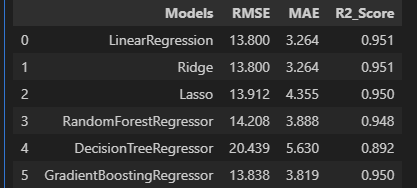 Models RMSE MAE R2_Score
0 LinearRegression 13.800 3.264 0.951
1 Ridge 13.800 3.264 0.951
2 Lasso 13.912 4.355 0.950
3 RandomForestRegressor 14.208 3.888 0.948
4 DecisionTreeRegressor 20.439 5.630 0.892
5 GradientBoostingRegressor 13.838 3.819 0.950